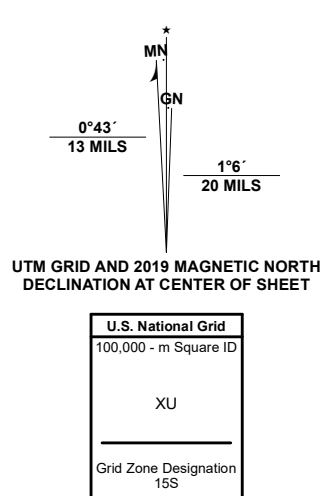 MN
GN
0°43´
13 MILS
1°6´
20 MILS
UTM GRID AND 2019 MAGNETIC NORTH
DECLINATION AT CENTER OF SHEET
U.S. National Grid
100,000 - m Square ID
XU
Grid Zone Designation
15S